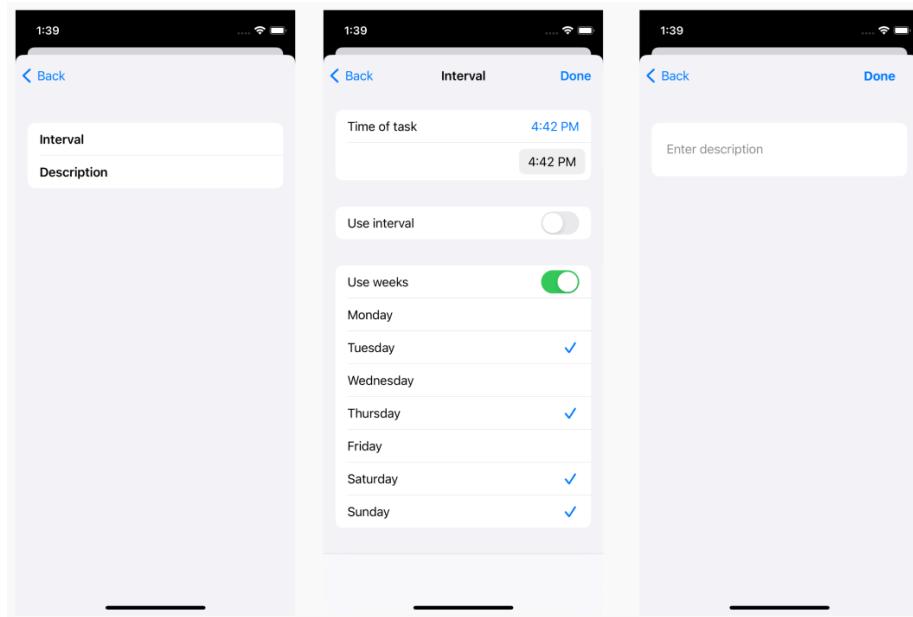 1:39
Back
Interval
Description
1:39
Back Interval Done
Time of task 4:42 PM
4:42 PM
Use interval
Use weeks
Monday
Tuesday
Wednesday
Thursday
Friday
Saturday
Sunday
1:39
Back Done
Enter description